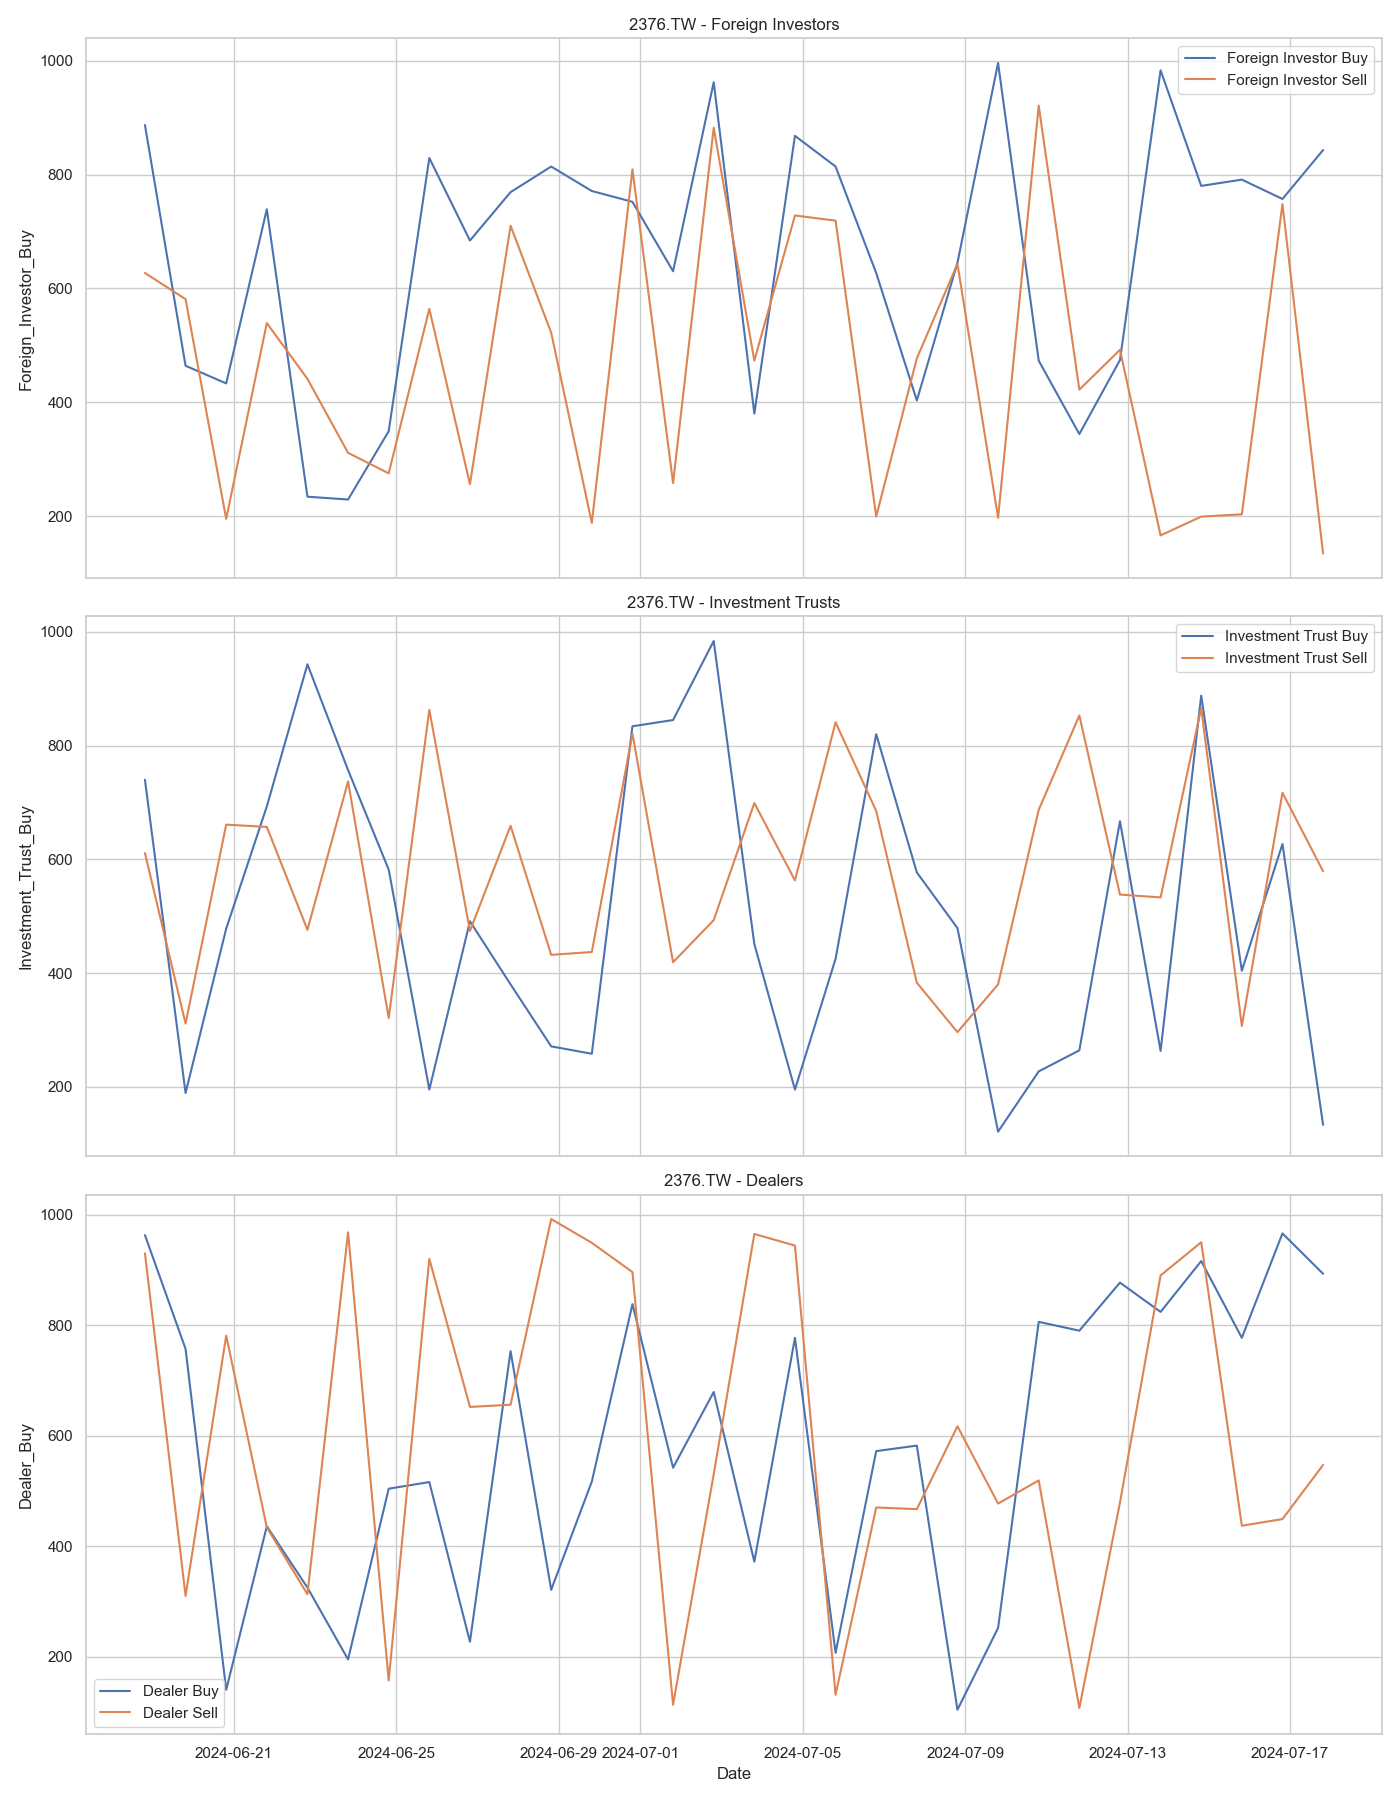 2376.TW - Foreign Investors
Foreign_Investor_Buy
1000
800
600
400
200
Foreign Investor Buy
Foreign Investor Sell
2376.TW - Investment Trusts
Investment_Trust_Buy
1000
800
600
400
200
Investment Trust Buy
Investment Trust Sell
2376.TW - Dealers
Dealer_Buy
1000
800
600
400
200
Dealer Buy
Dealer Sell
2024-06-21 2024-06-25 2024-06-29 2024-07-01 2024-07-05 2024-07-09 2024-07-13 2024-07-17
Date